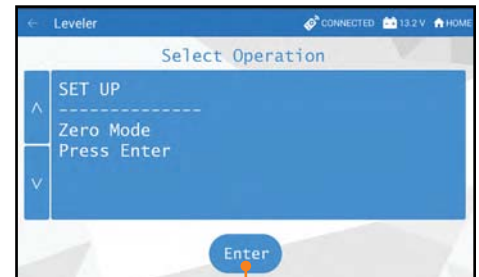 Leveler CONNECTED 13.2 V HOME
Select Operation
SET UP
--------------
Zero Mode
Press Enter
Enter